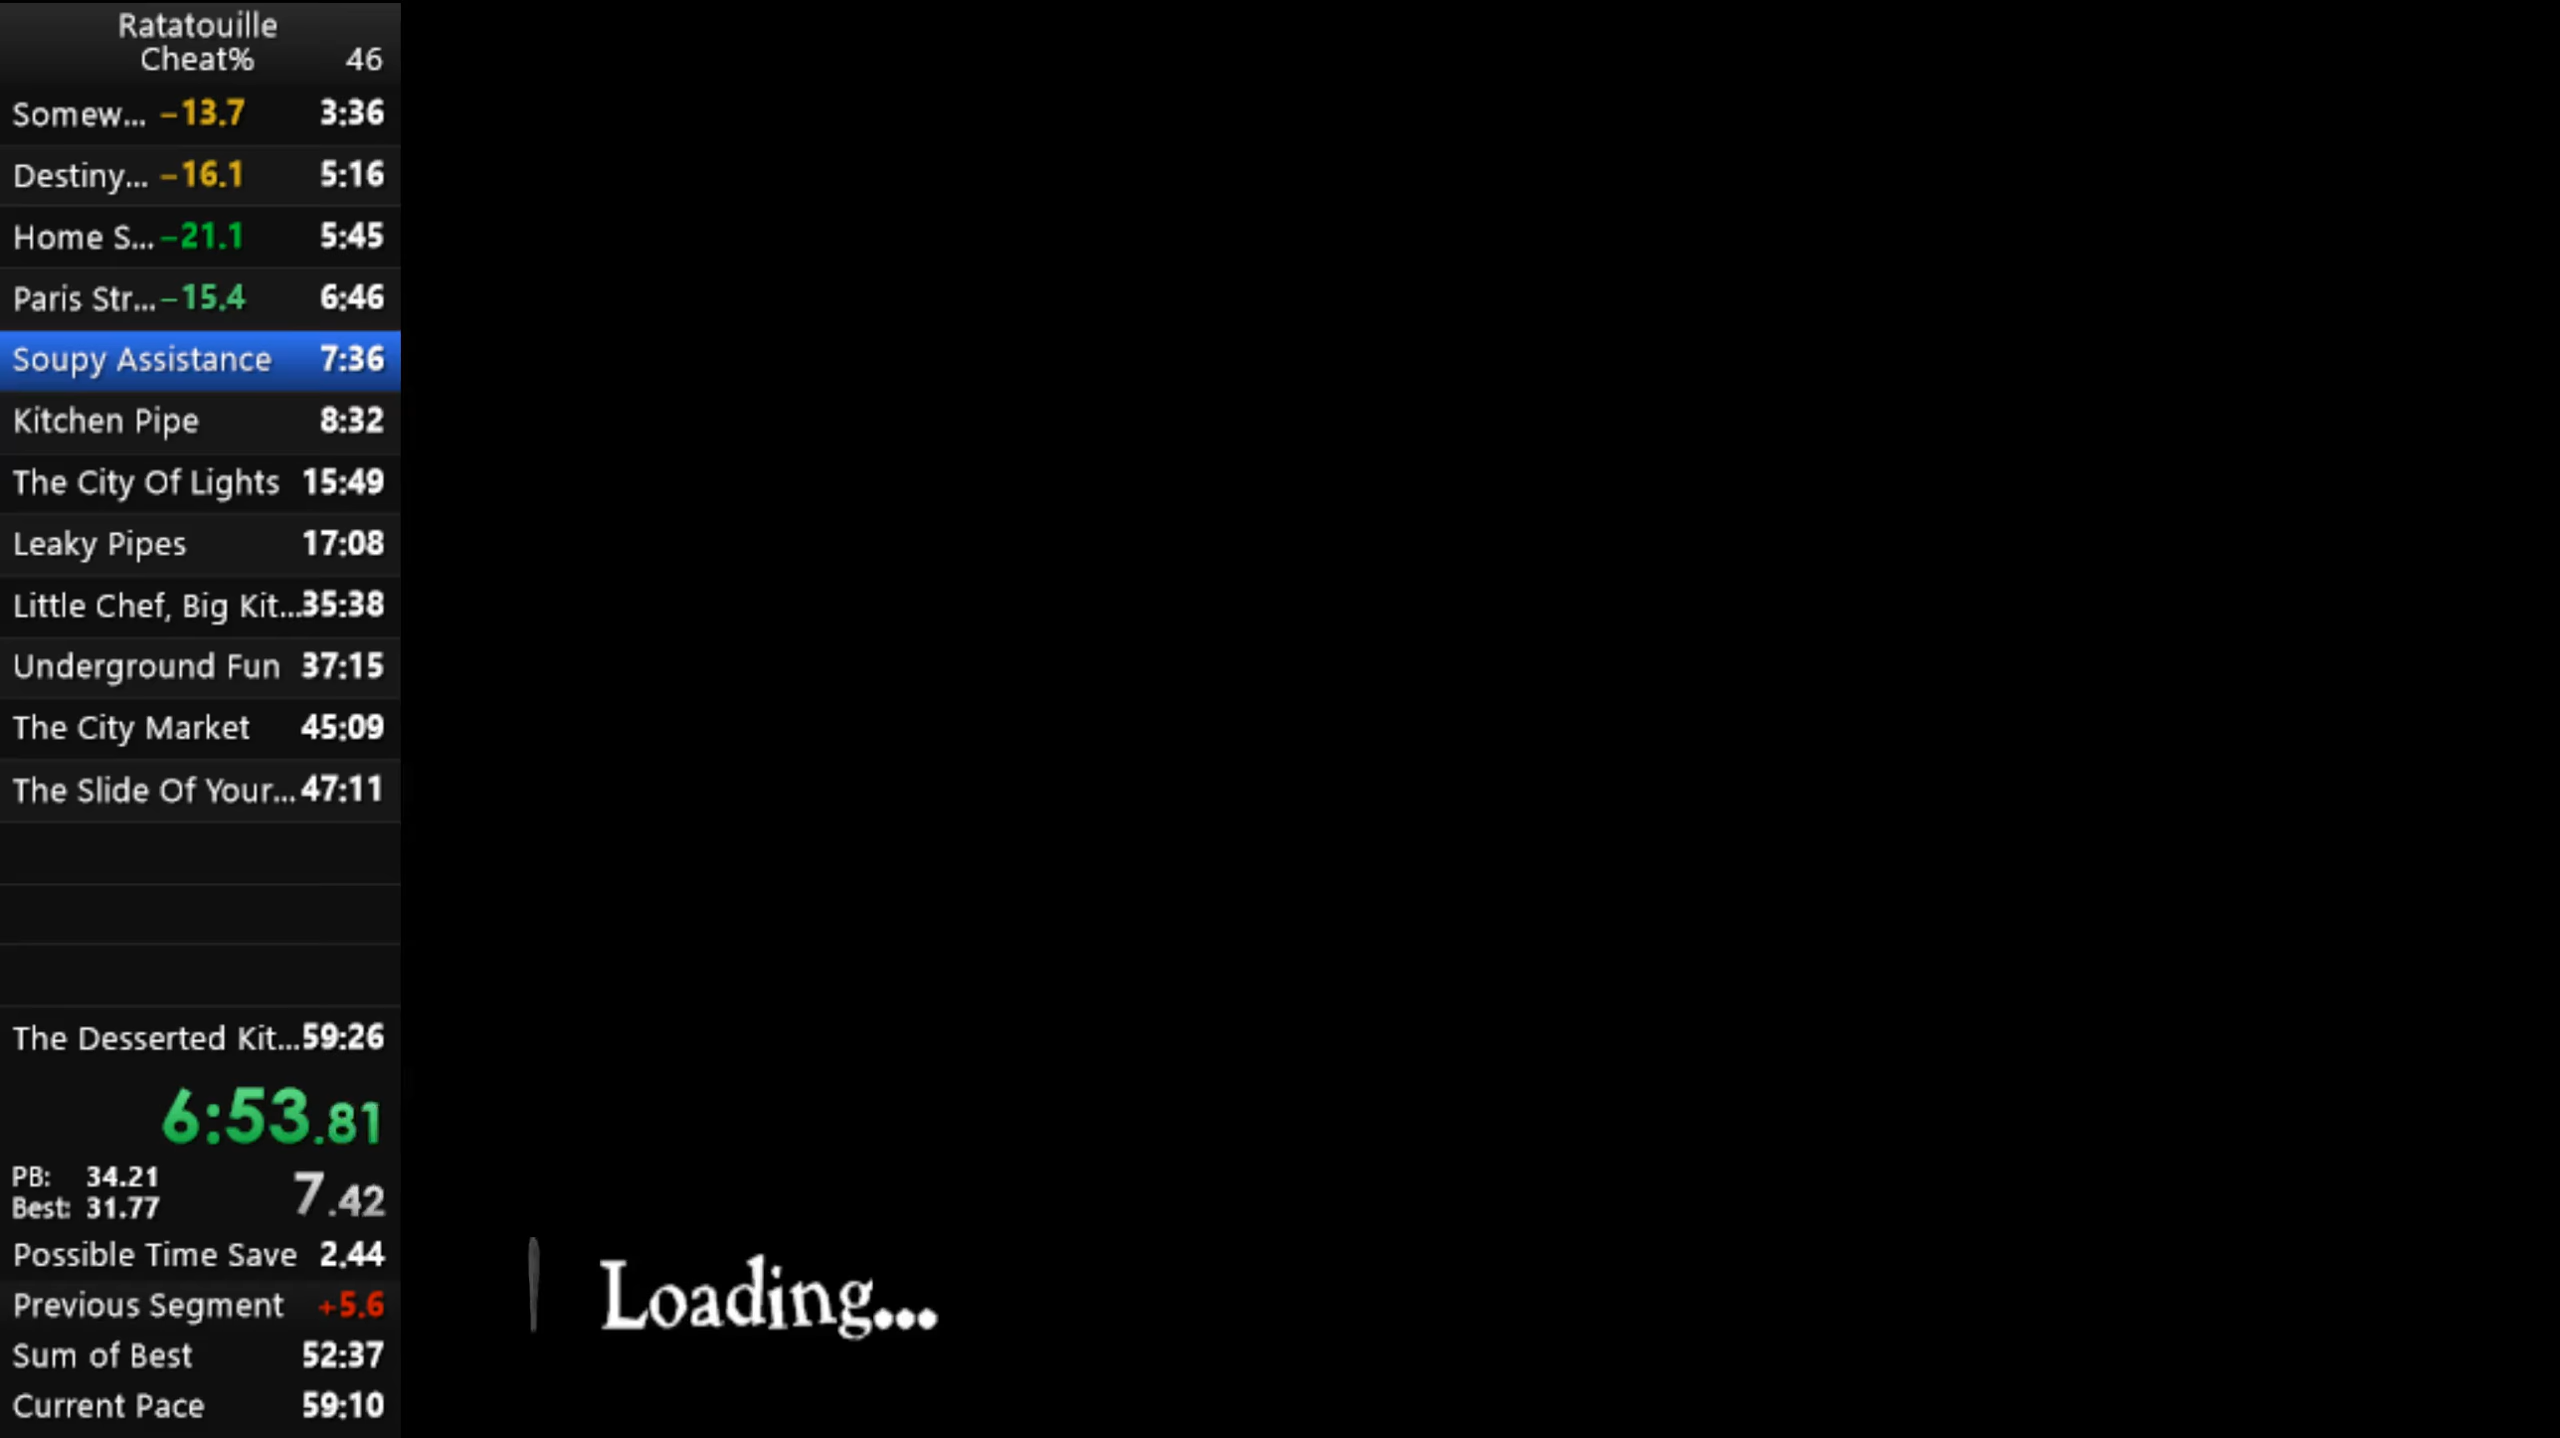 Ratatouille
Cheat% 46
Somew... −13.7 3:36
Destiny... −16.1 5:16
Home S... −21.1 5:45
Paris Str... −15.4 6:46
Soupy Assistance 7:36
Kitchen Pipe 8:32
The City Of Lights 15:49
Leaky Pipes 17:08
Little Chef, Big Kit... 35:38
Underground Fun 37:15
The City Market 45:09
The Slide Of Your... 47:11
The Desserted Kit... 59:26
6:53.81
PB: 34.21
Best: 31.77
7.42
Possible Time Save 2.44
Previous Segment +5.6
Sum of Best 52:37
Current Pace 59:10
Loading...